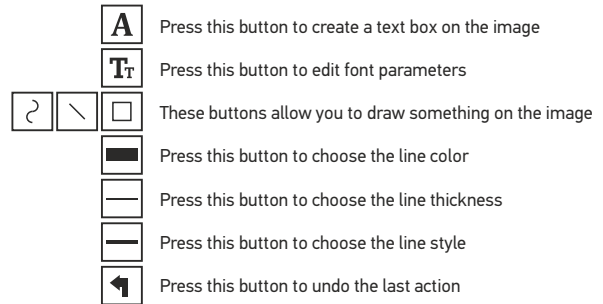 A Press this button to create a text box on the image
TT Press this button to edit font parameters
These buttons allow you to draw something on the image
Press this button to choose the line color
Press this button to choose the line thickness
Press this button to choose the line style
Press this button to undo the last action